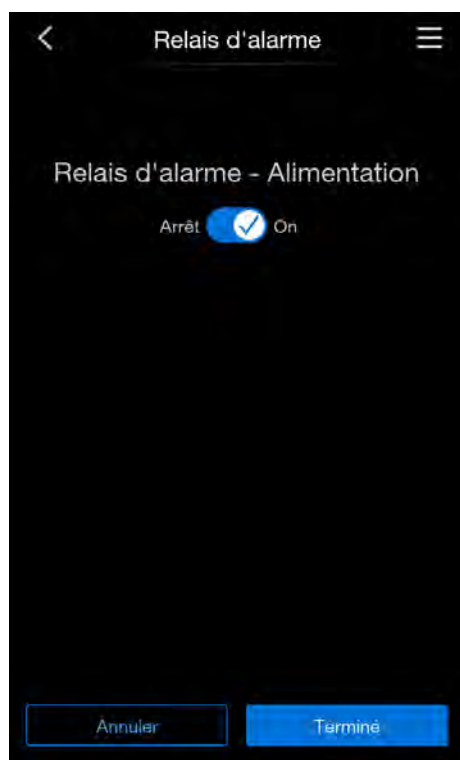 Relais d'alarme
Relais d'alarme - Alimentation
Arrêt On
Annuler Terminé